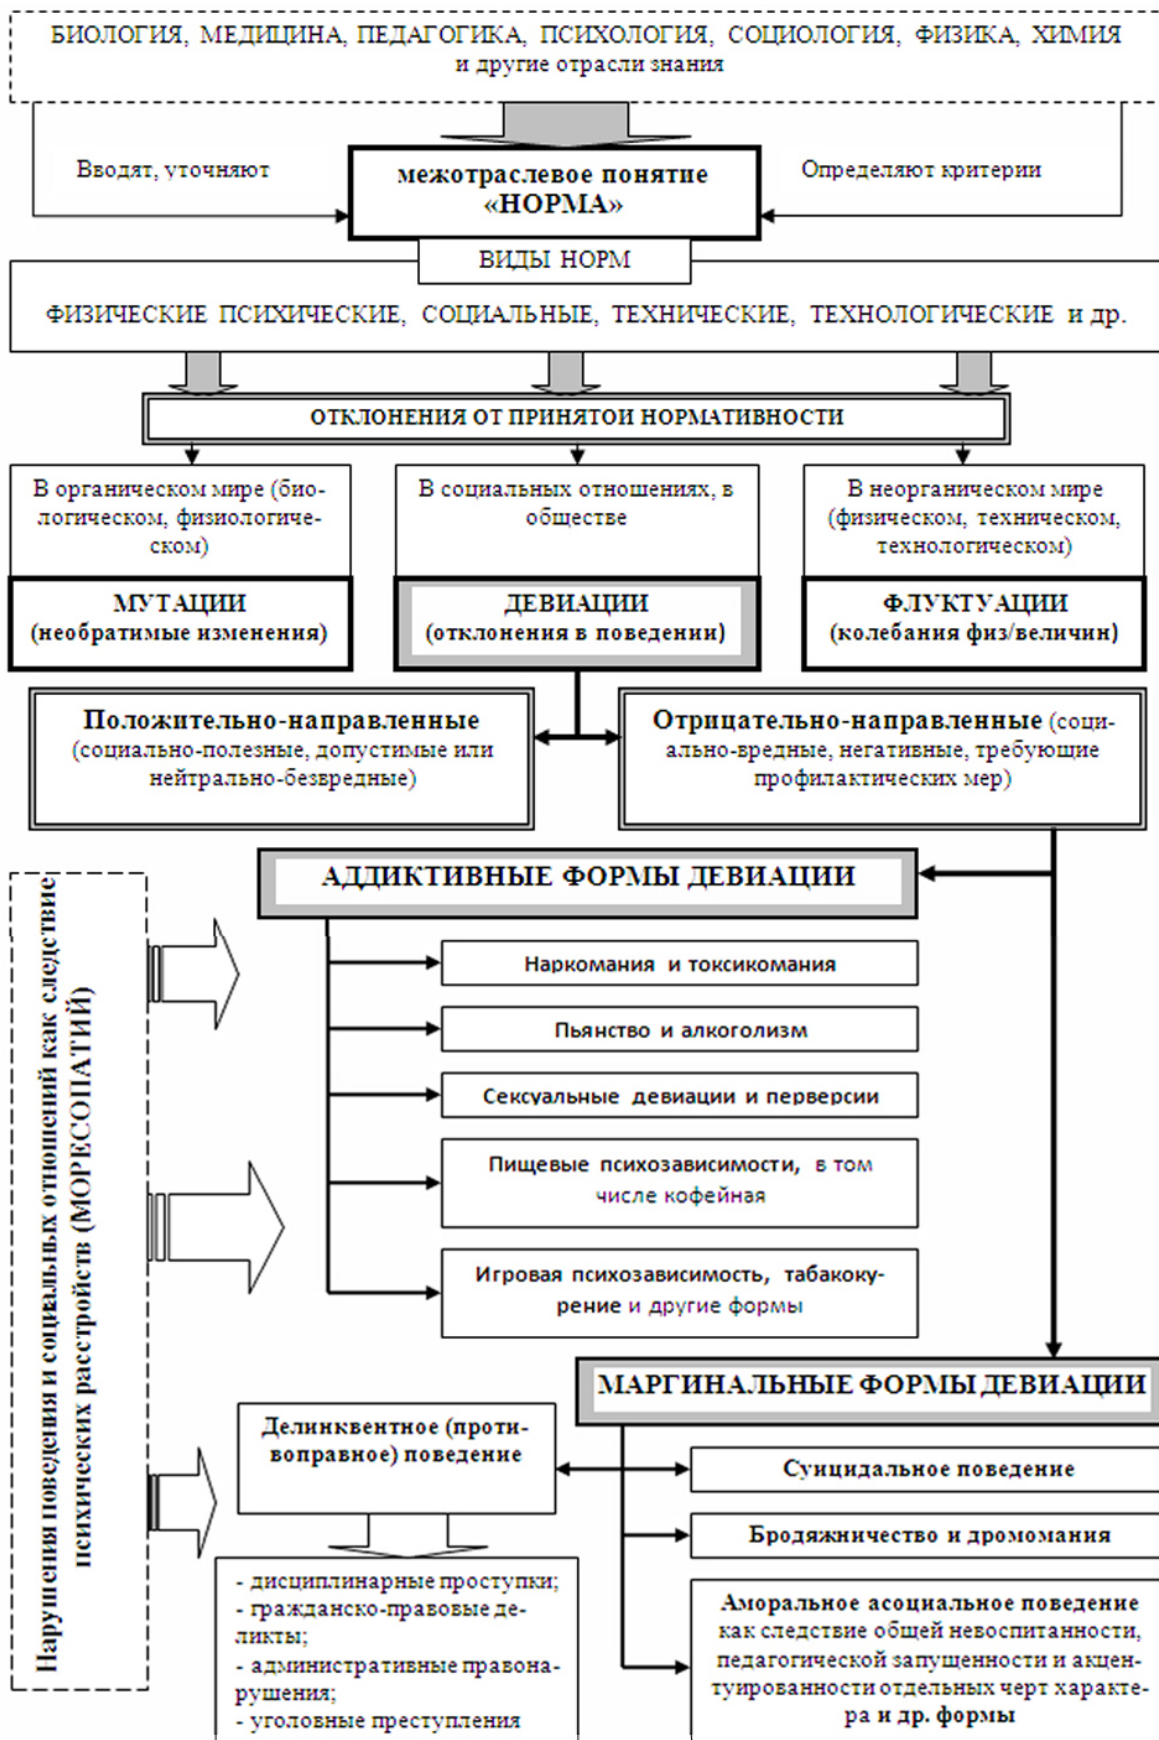 БИОЛОГИЯ, МЕДИЦИНА, ПЕДАГОГИКА, ПСИХОЛОГИЯ, СОЦИОЛОГИЯ, ФИЗИКА, ХИМИЯ
и другие отрасли знания
Вводят, уточняют
межотраслевое понятие
«НОРМА»
Определяют критерии
ВИДЫ НОРМ
ФИЗИЧЕСКИЕ ПСИХИЧЕСКИЕ, СОЦИАЛЬНЫЕ, ТЕХНИЧЕСКИЕ, ТЕХНОЛОГИЧЕСКИЕ и др.
ОТКЛОНЕНИЯ ОТ ПРИНЯТОИ НОРМАТИВНОСТИ
В органическом мире (био-
логическом, физиологиче-
ском)
МУТАЦИИ
(необратимые изменения)
В социальных отношениях, в
обществе
ДЕВИАЦИИ
(отклонения в поведении)
В неорганическом мире
(физическом, техническом,
технологическом)
ФЛУКТУАЦИИ
(колебания физ/величин)
Положительно-направленные
(социально-полезные, допустимые или
нейтрально-безвредные)
Отрицательно-направленные (соци-
ально-вредные, негативные, требующие
профилактических мер)
Нарушения поведения и социальных отношений как следствие
психических расстройств (МОРЕСОПАТИЙ)
АДДИКТИВНЫЕ ФОРМЫ ДЕВИАЦИИ
Наркомания и токсикомания
Пьянство и алкоголизм
Сексуальные девиации и перверсии
Пищевые психозависимости, в том
числе кофейная
Игровая психозависимость, табакоку-
рение и другие формы
МАРГИНАЛЬНЫЕ ФОРМЫ ДЕВИАЦИИ
Делинквентное (проти-
воправное) поведение
- дисциплинарные проступки;
- гражданско-правовые де-
ликты;
- административные правона-
рушения;
- уголовные преступления
Суицидальное поведение
Бродяжничество и дромомания
Аморальное асоциальное поведение
как следствие общей невоспитанности,
педагогической запущенности и акцен-
туированности отдельных черт характе-
ра и др. формы